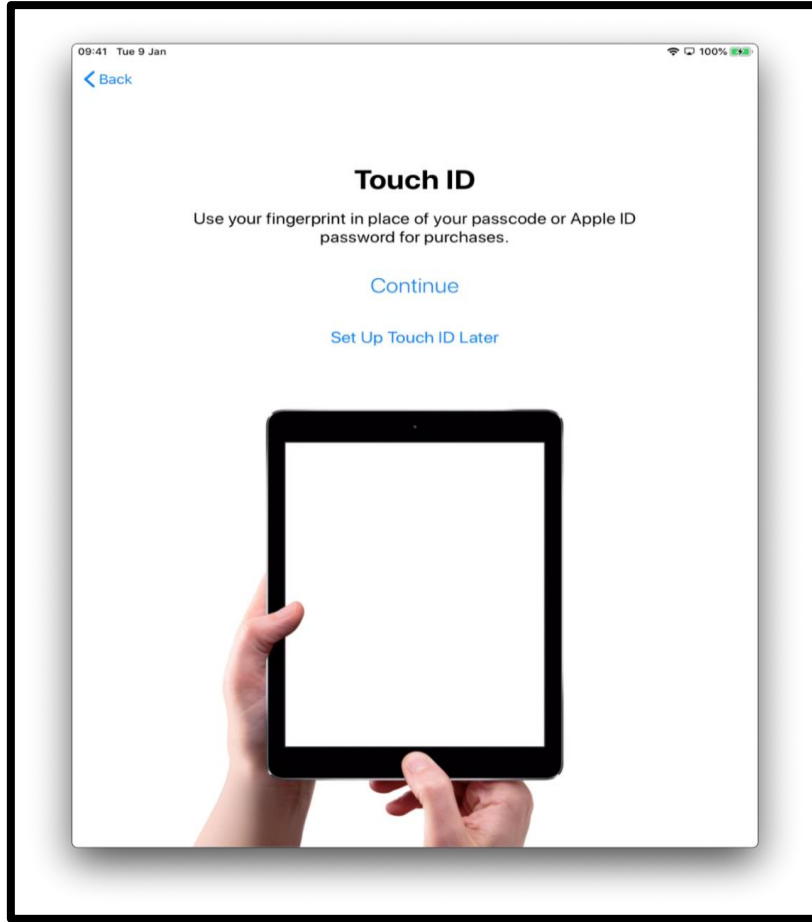 09:41 Tue 9 Jan
100%
Back
Touch ID
Use your fingerprint in place of your passcode or Apple ID
password for purchases.
Continue
Set Up Touch ID Later